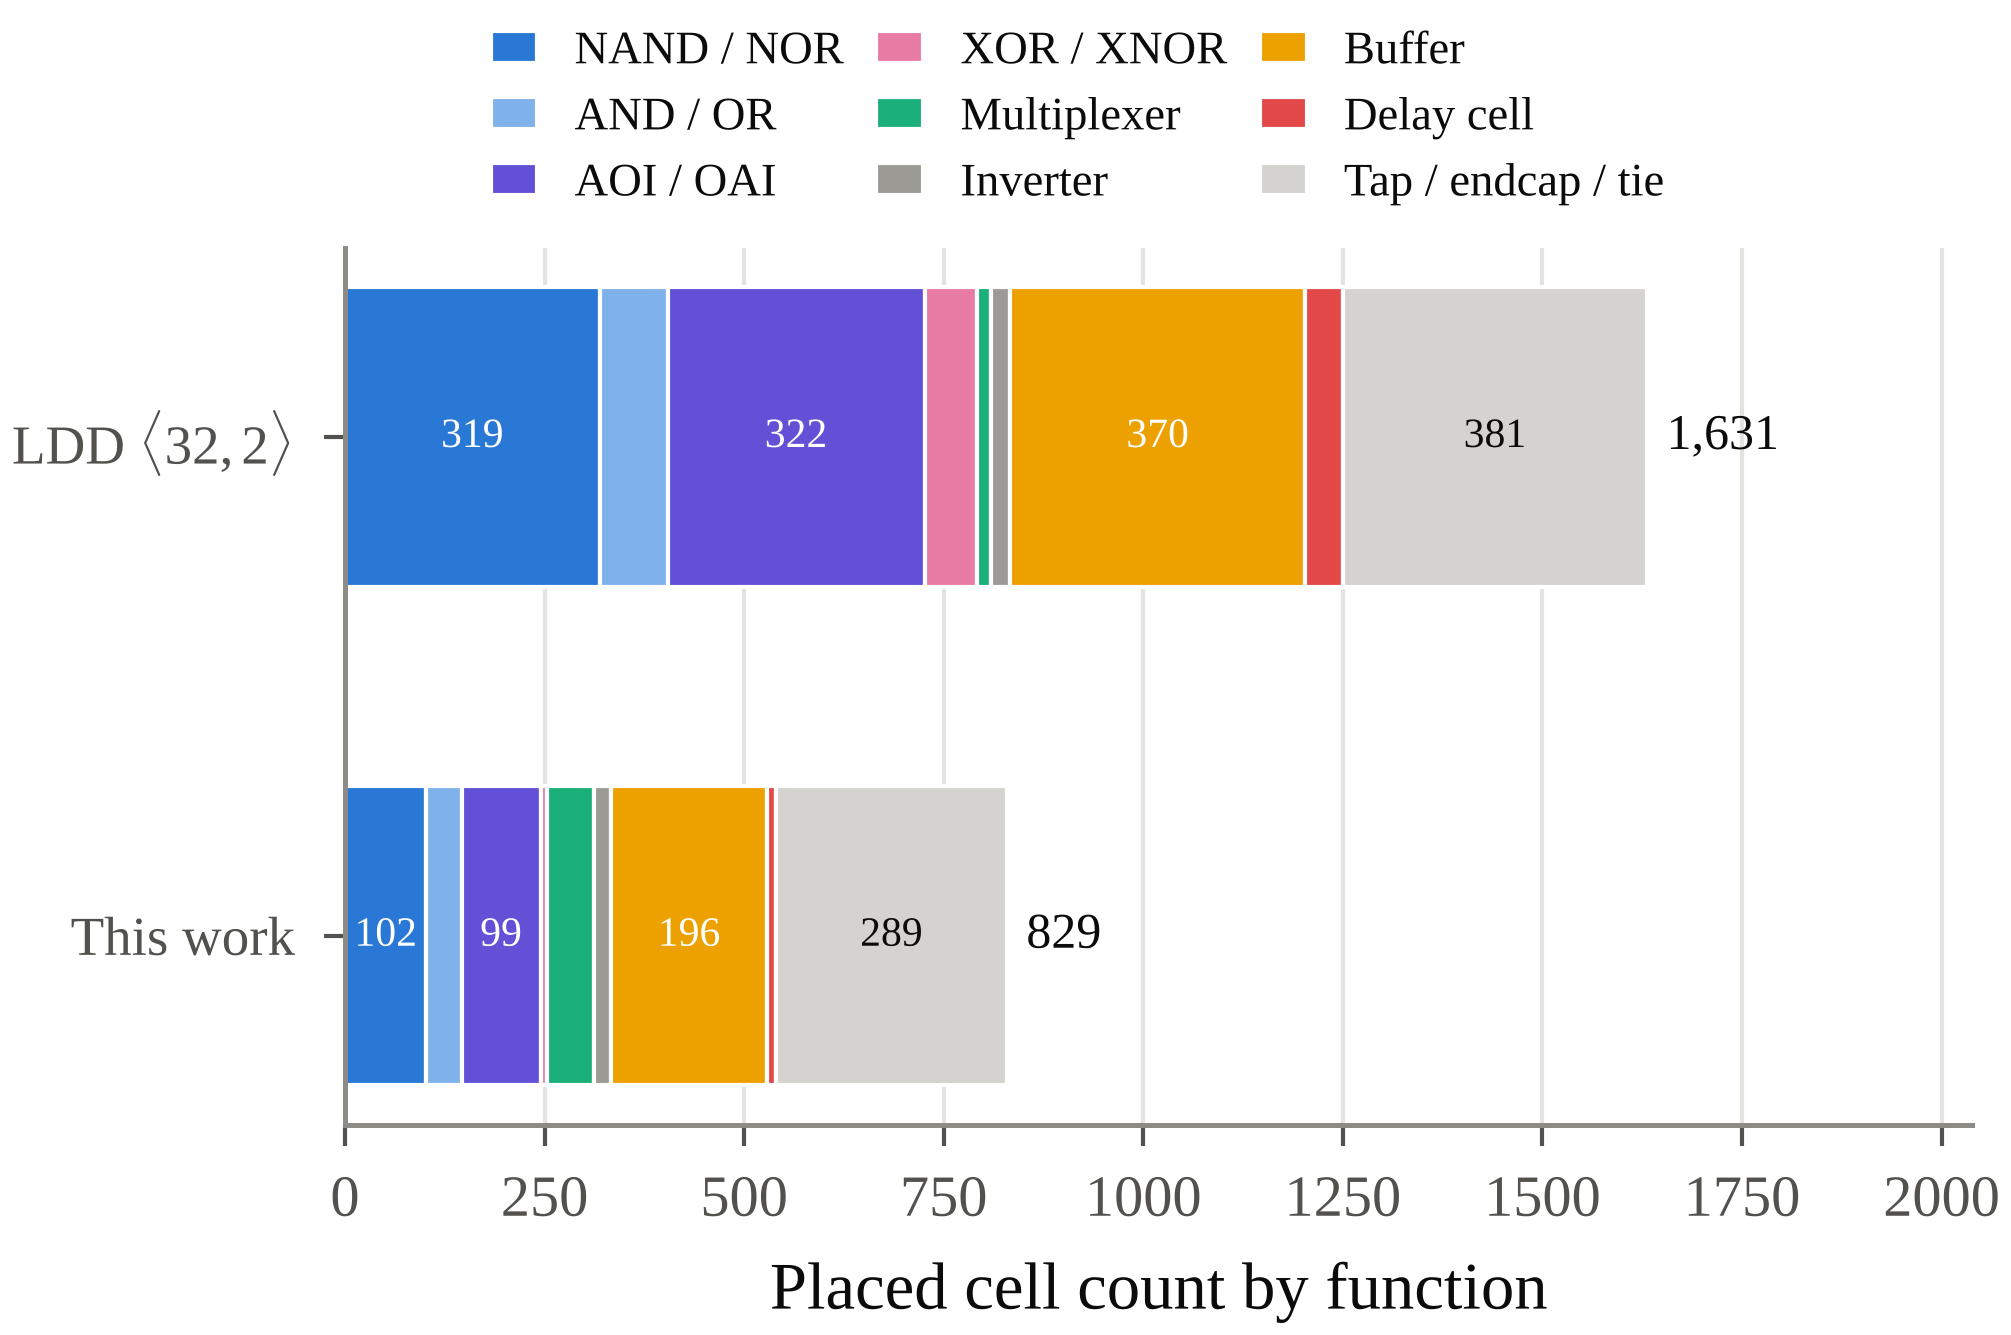 NAND / NOR XOR / XNOR Buffer
AND / OR Multiplexer Delay cell
AOI / OAI Inverter Tap / endcap / tie
LDD ⟨32, 2⟩ 319 322 370 381 1,631
This work 102 99 196 289 829
0 250 500 750 1000 1250 1500 1750 2000
Placed cell count by function